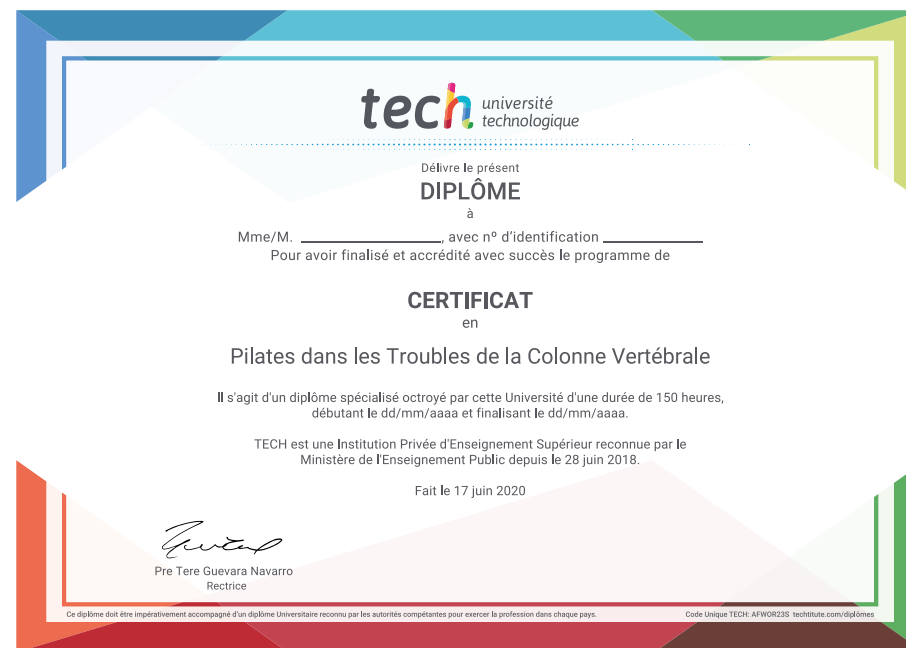 tech université
technologique
Délivre le présent
DIPLÔME
à
Mme/M. ____________________, avec nº d'identification ______________
Pour avoir finalisé et accrédité avec succès le programme de
CERTIFICAT
en
Pilates dans les Troubles de la Colonne Vertébrale
Il s'agit d'un diplôme spécialisé octroyé par cette Université d'une durée de 150 heures,
débutant le dd/mm/aaaa et finalisant le dd/mm/aaaa.
TECH est une Institution Privée d'Enseignement Supérieur reconnue par le
Ministère de l'Enseignement Public depuis le 28 juin 2018.
Fait le 17 juin 2020
Pre Tere Guevara Navarro
Rectrice
Ce diplôme doit être impérativement accompagné d'un diplôme Universitaire reconnu par les autorités compétantes pour exercer la profession dans chaque pays. Code Unique TECH: AFWOR23S techtitute.com/diplômes